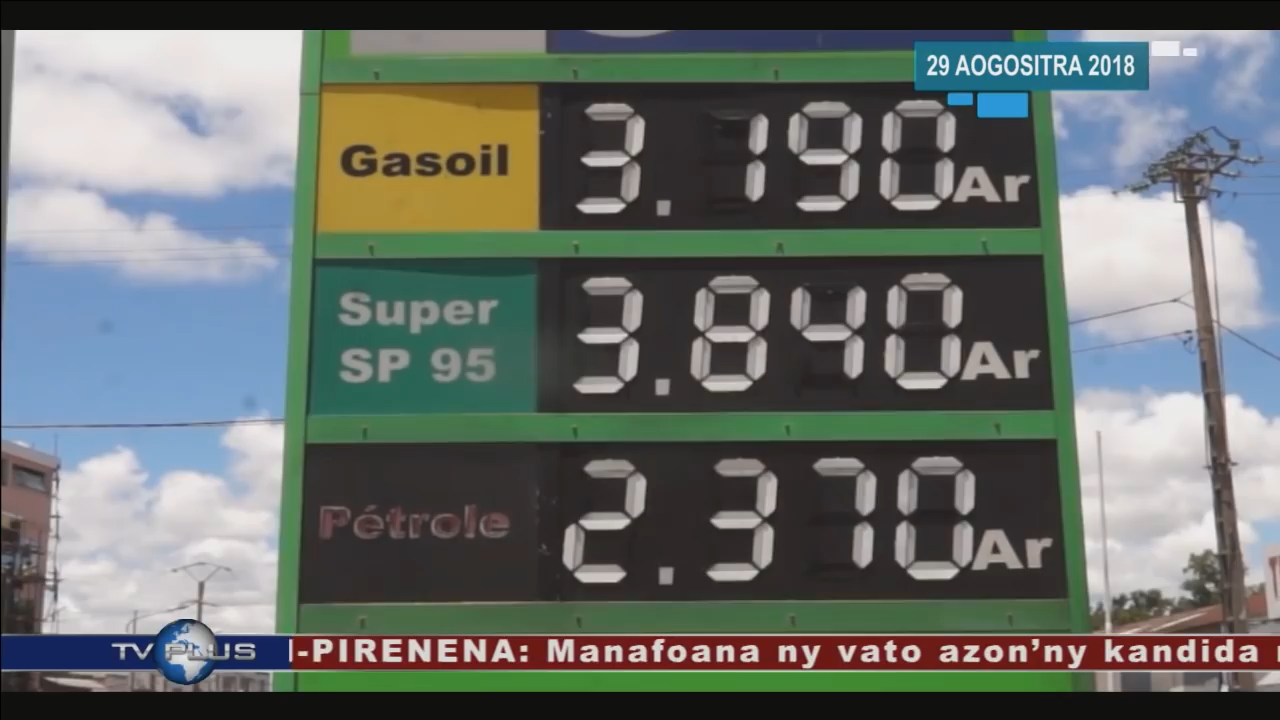 29 AOGOSITRA 2018
Gasoil 3.190 Ar
Super
SP 95
3.840 Ar
Pétrole 2.370 Ar
TV PLUS
-PIRENENA: Manafoana ny vato azon'ny kandida